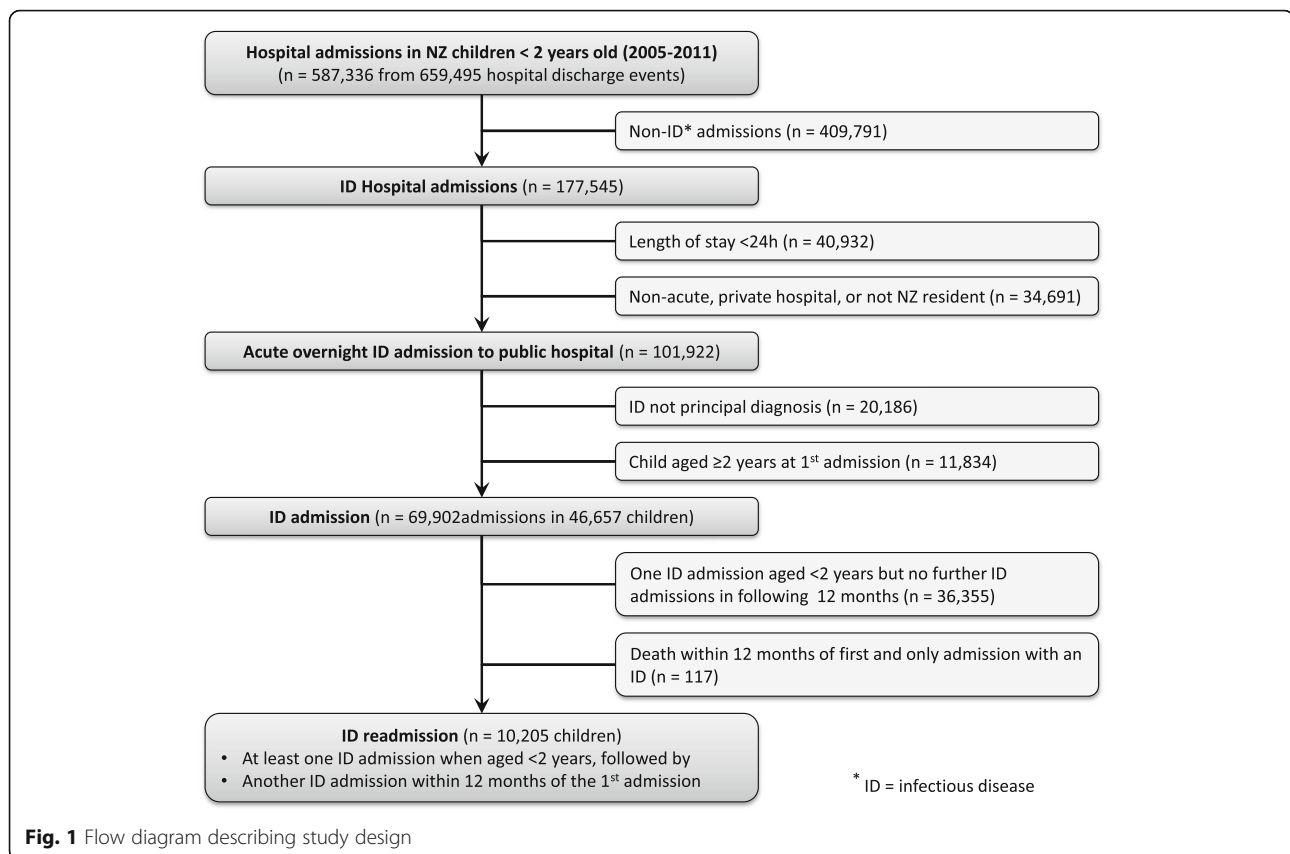 Hospital admissions in NZ children < 2 years old (2005-2011)
(n = 587,336 from 659,495 hospital discharge events)
Non-ID* admissions (n = 409,791)
ID Hospital admissions (n = 177,545)
Length of stay <24h (n = 40,932)
Non-acute, private hospital, or not NZ resident (n = 34,691)
Acute overnight ID admission to public hospital (n = 101,922)
ID not principal diagnosis (n = 20,186)
Child aged ≥2 years at 1st admission (n = 11,834)
ID admission (n = 69,902admissions in 46,657 children)
One ID admission aged <2 years but no further ID
admissions in following 12 months (n = 36,355)
Death within 12 months of first and only admission with an
ID (n = 117)
ID readmission (n = 10,205 children)
• At least one ID admission when aged <2 years, followed by
• Another ID admission within 12 months of the 1st admission
* ID = infectious disease
Fig. 1 Flow diagram describing study design